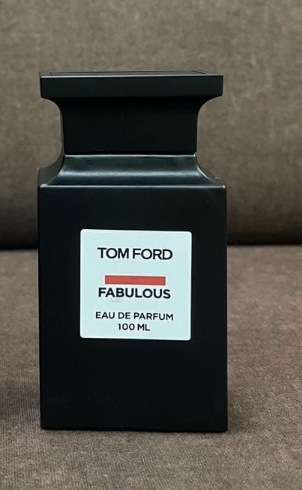 TOM FORD
FABULOUS
EAU DE PARFUM
100 ML